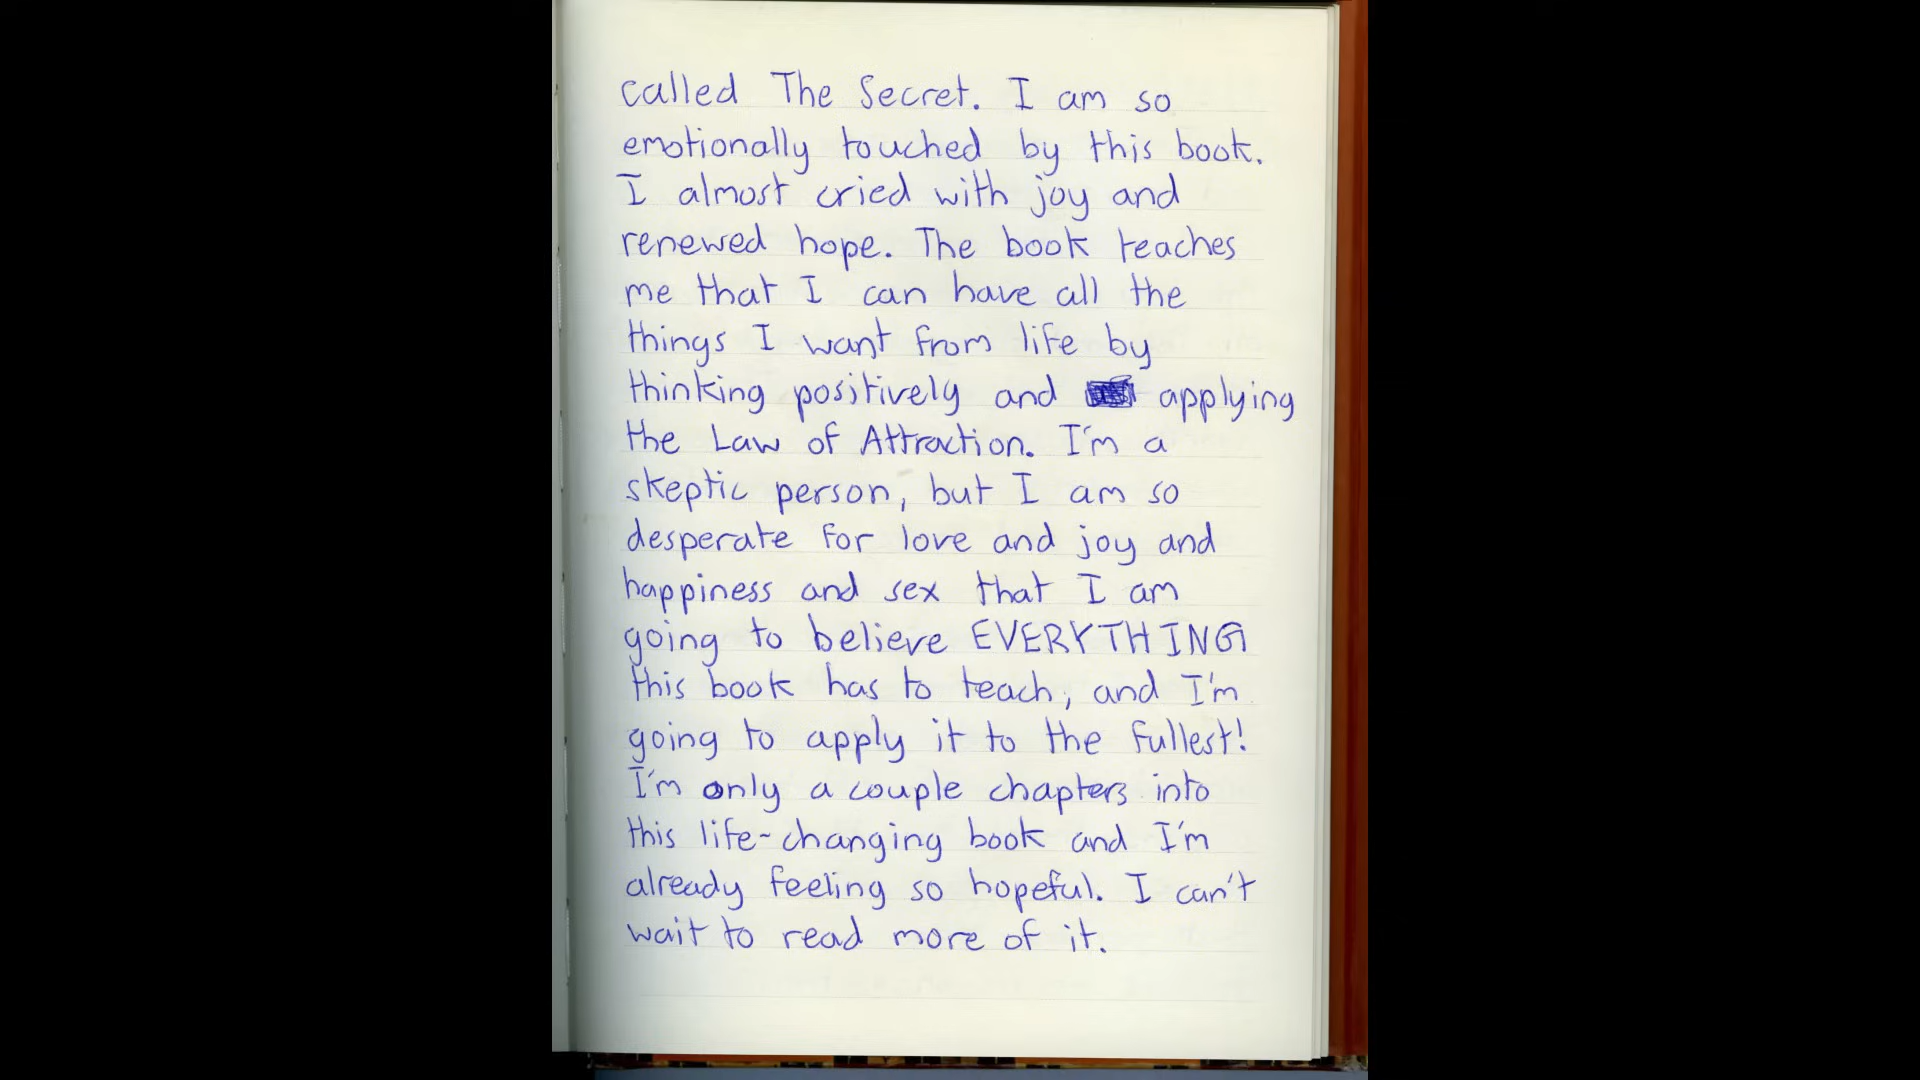 called The Secret. I am so
emotionally touched by this book.
I almost cried with joy and
renewed hope. The book teaches
me that I can have all the
things I want from life by
thinking positively and applying
the Law of Attraction. I'm a
skeptic person, but I am so
desperate for love and joy and
happiness and sex that I am
going to believe EVERYTHING
this book has to teach, and I'm
going to apply it to the fullest!
I'm only a couple chapters into
this life-changing book and I'm
already feeling so hopeful. I can't
wait to read more of it.